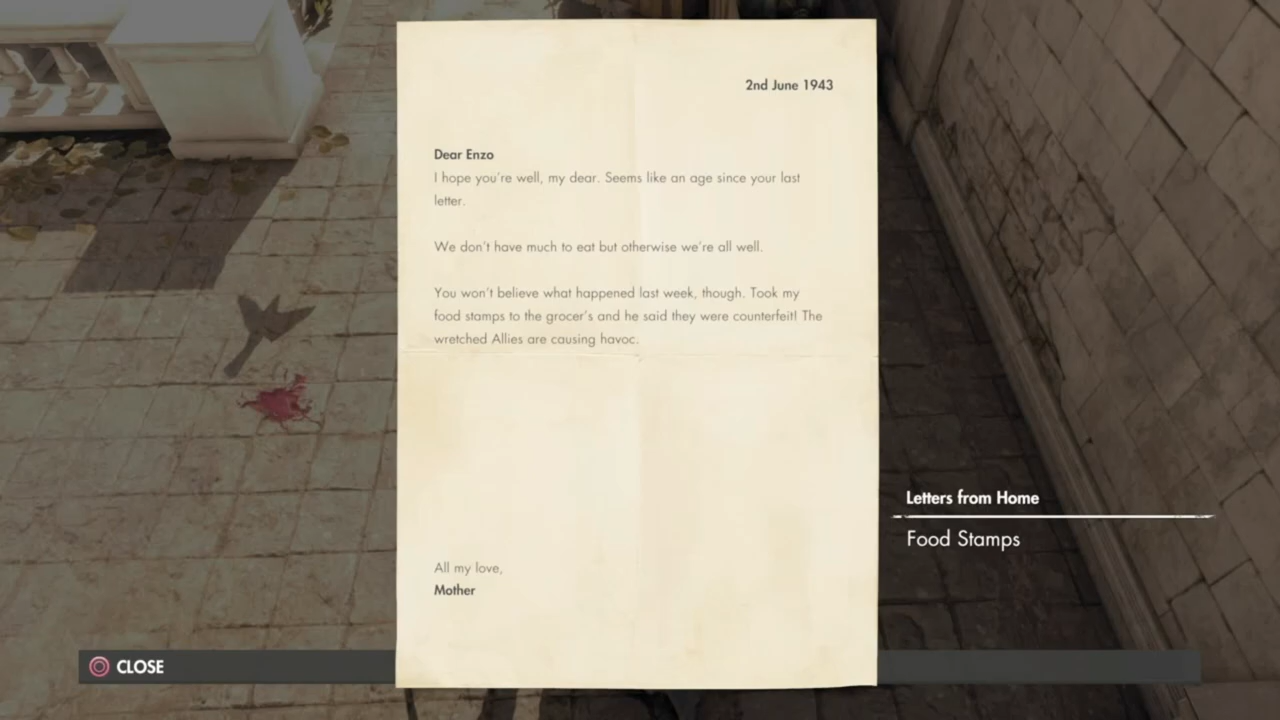 2nd June 1943
Dear Enzo
I hope you're well, my dear. Seems like an age since your last
letter.
We don't have much to eat but otherwise we're all well.
You won't believe what happened last week, though. Took my
food stamps to the grocer's and he said they were counterfeit! The
wretched Allies are causing havoc.
All my love,
Mother
Letters from Home
Food Stamps
CLOSE